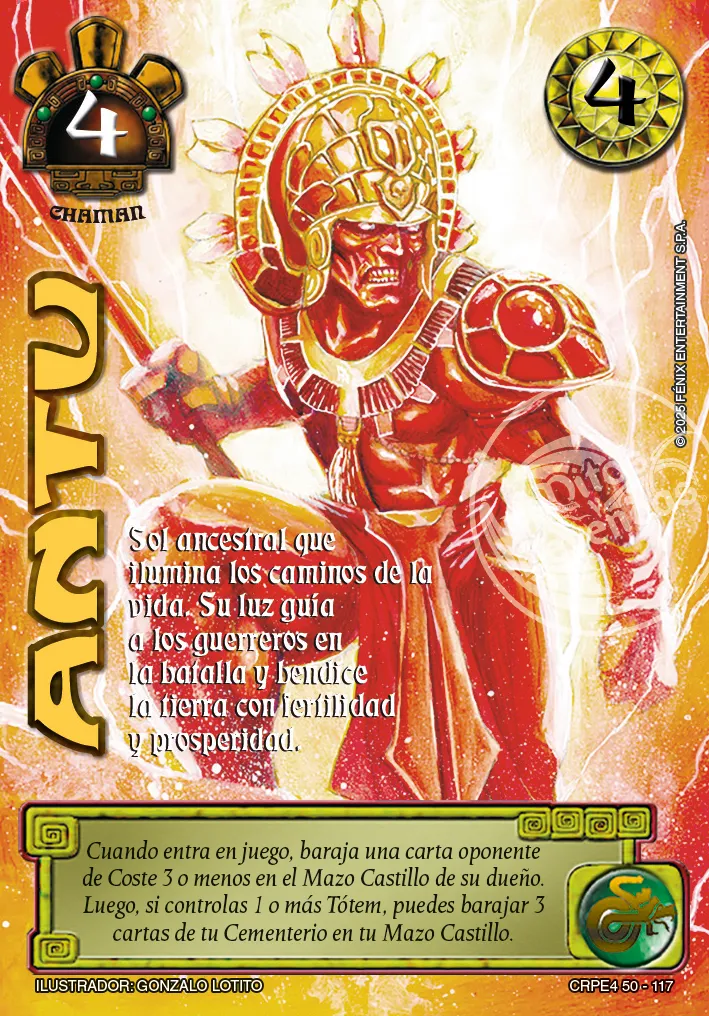 4
4
CHAMAN
ANTU
© 2025 FÉNIX ENTERTAINMENT S.P.A.
Sol ancestral que
ilumina los caminos de la
vida. Su luz guía
a los guerreros en
la batalla y bendice
la tierra con fertilidad
y prosperidad.
Cuando entra en juego, baraja una carta oponente
de Coste 3 o menos en el Mazo Castillo de su dueño.
Luego, si controlas 1 o más Tótem, puedes barajar 3
cartas de tu Cementerio en tu Mazo Castillo.
ILUSTRADOR: GONZALO LOTITO
CRPE4 50 - 117